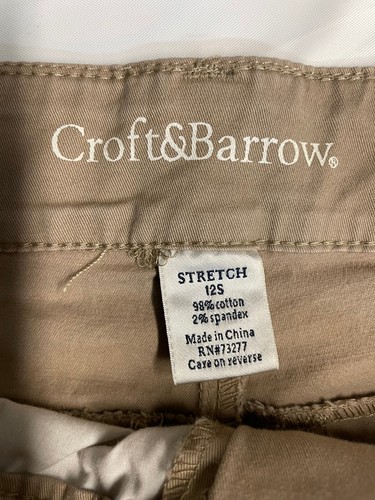 Croft&Barrow®
STRETCH
12S
98% cotton
2% spandex
Made in China
RN#73277
Care on reverse